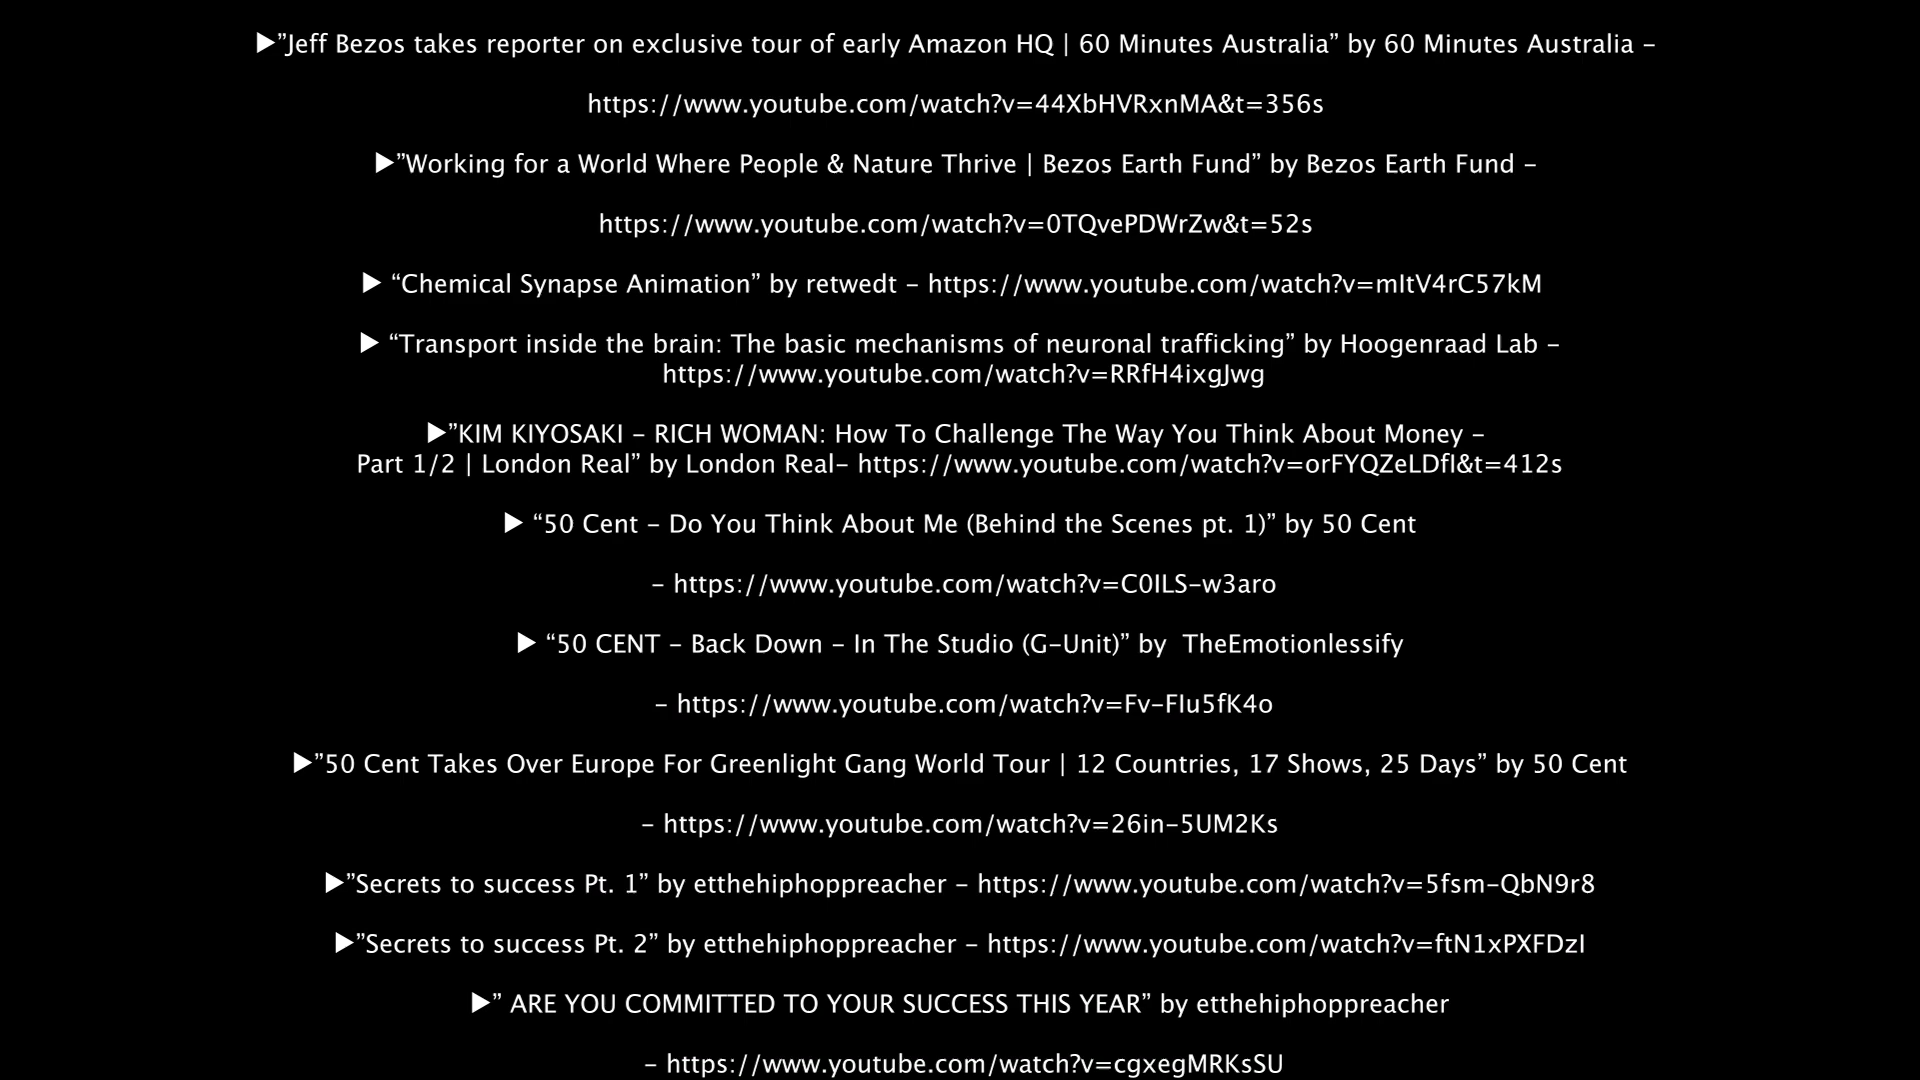 ▶”Jeff Bezos takes reporter on exclusive tour of early Amazon HQ | 60 Minutes Australia” by 60 Minutes Australia –
https://www.youtube.com/watch?v=44XbHVRxnMA&t=356s
▶”Working for a World Where People & Nature Thrive | Bezos Earth Fund” by Bezos Earth Fund –
https://www.youtube.com/watch?v=0TQvePDWrZw&t=52s
▶ “Chemical Synapse Animation” by retwedt – https://www.youtube.com/watch?v=mItV4rC57kM
▶ “Transport inside the brain: The basic mechanisms of neuronal trafficking” by Hoogenraad Lab –
https://www.youtube.com/watch?v=RRfH4ixgJwg
▶”KIM KIYOSAKI – RICH WOMAN: How To Challenge The Way You Think About Money –
Part 1/2 | London Real” by London Real– https://www.youtube.com/watch?v=orFYQZeLDfI&t=412s
▶ “50 Cent – Do You Think About Me (Behind the Scenes pt. 1)” by 50 Cent
– https://www.youtube.com/watch?v=C0ILS–w3aro
▶ “50 CENT – Back Down – In The Studio (G–Unit)” by  TheEmotionlessify
– https://www.youtube.com/watch?v=Fv–FIu5fK4o
▶”50 Cent Takes Over Europe For Greenlight Gang World Tour | 12 Countries, 17 Shows, 25 Days” by 50 Cent
– https://www.youtube.com/watch?v=26in–5UM2Ks
▶”Secrets to success Pt. 1” by etthehiphoppreacher – https://www.youtube.com/watch?v=5fsm–QbN9r8
▶”Secrets to success Pt. 2” by etthehiphoppreacher – https://www.youtube.com/watch?v=ftN1xPXFDzI
▶” ARE YOU COMMITTED TO YOUR SUCCESS THIS YEAR” by etthehiphoppreacher
– https://www.youtube.com/watch?v=cgxegMRKsSU